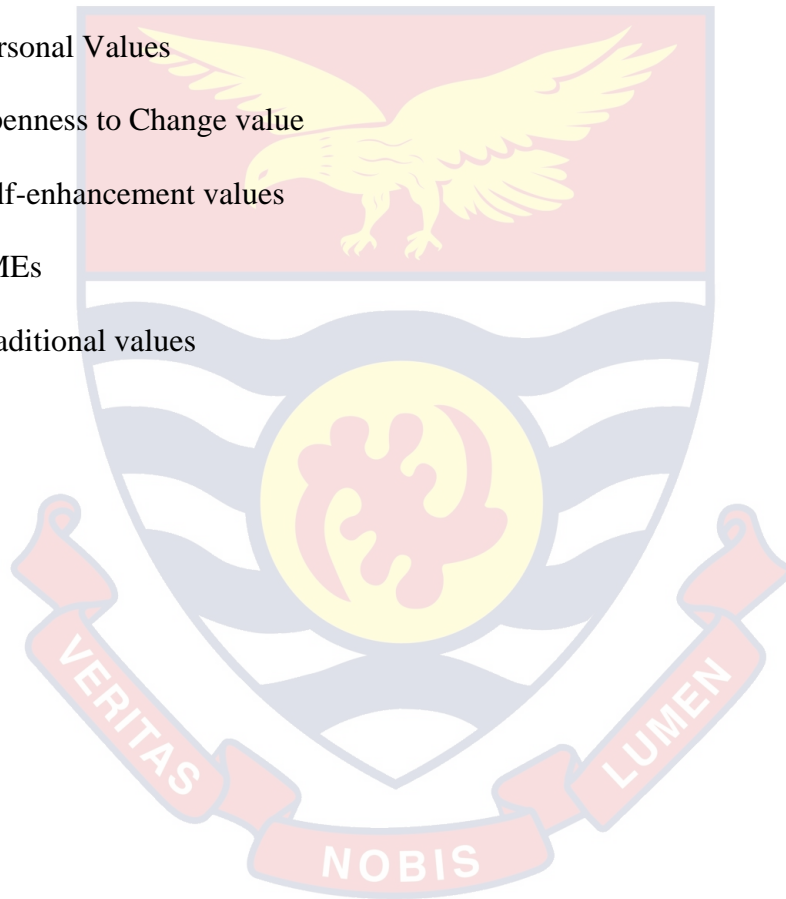 rsonal Values
penness to Change value
lf-enhancement values
MEs
aditional values
VERITAS
NOBIS
LUMEN